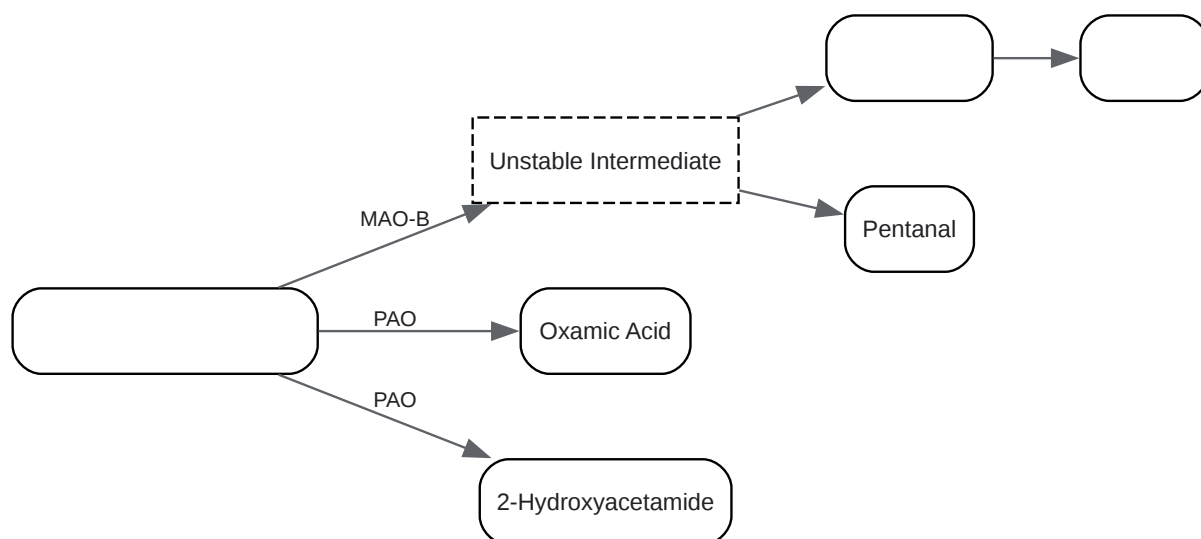 Unstable Intermediate
MAO-B
Pentanal
PAO
Oxamic Acid
PAO
2-Hydroxyacetamide